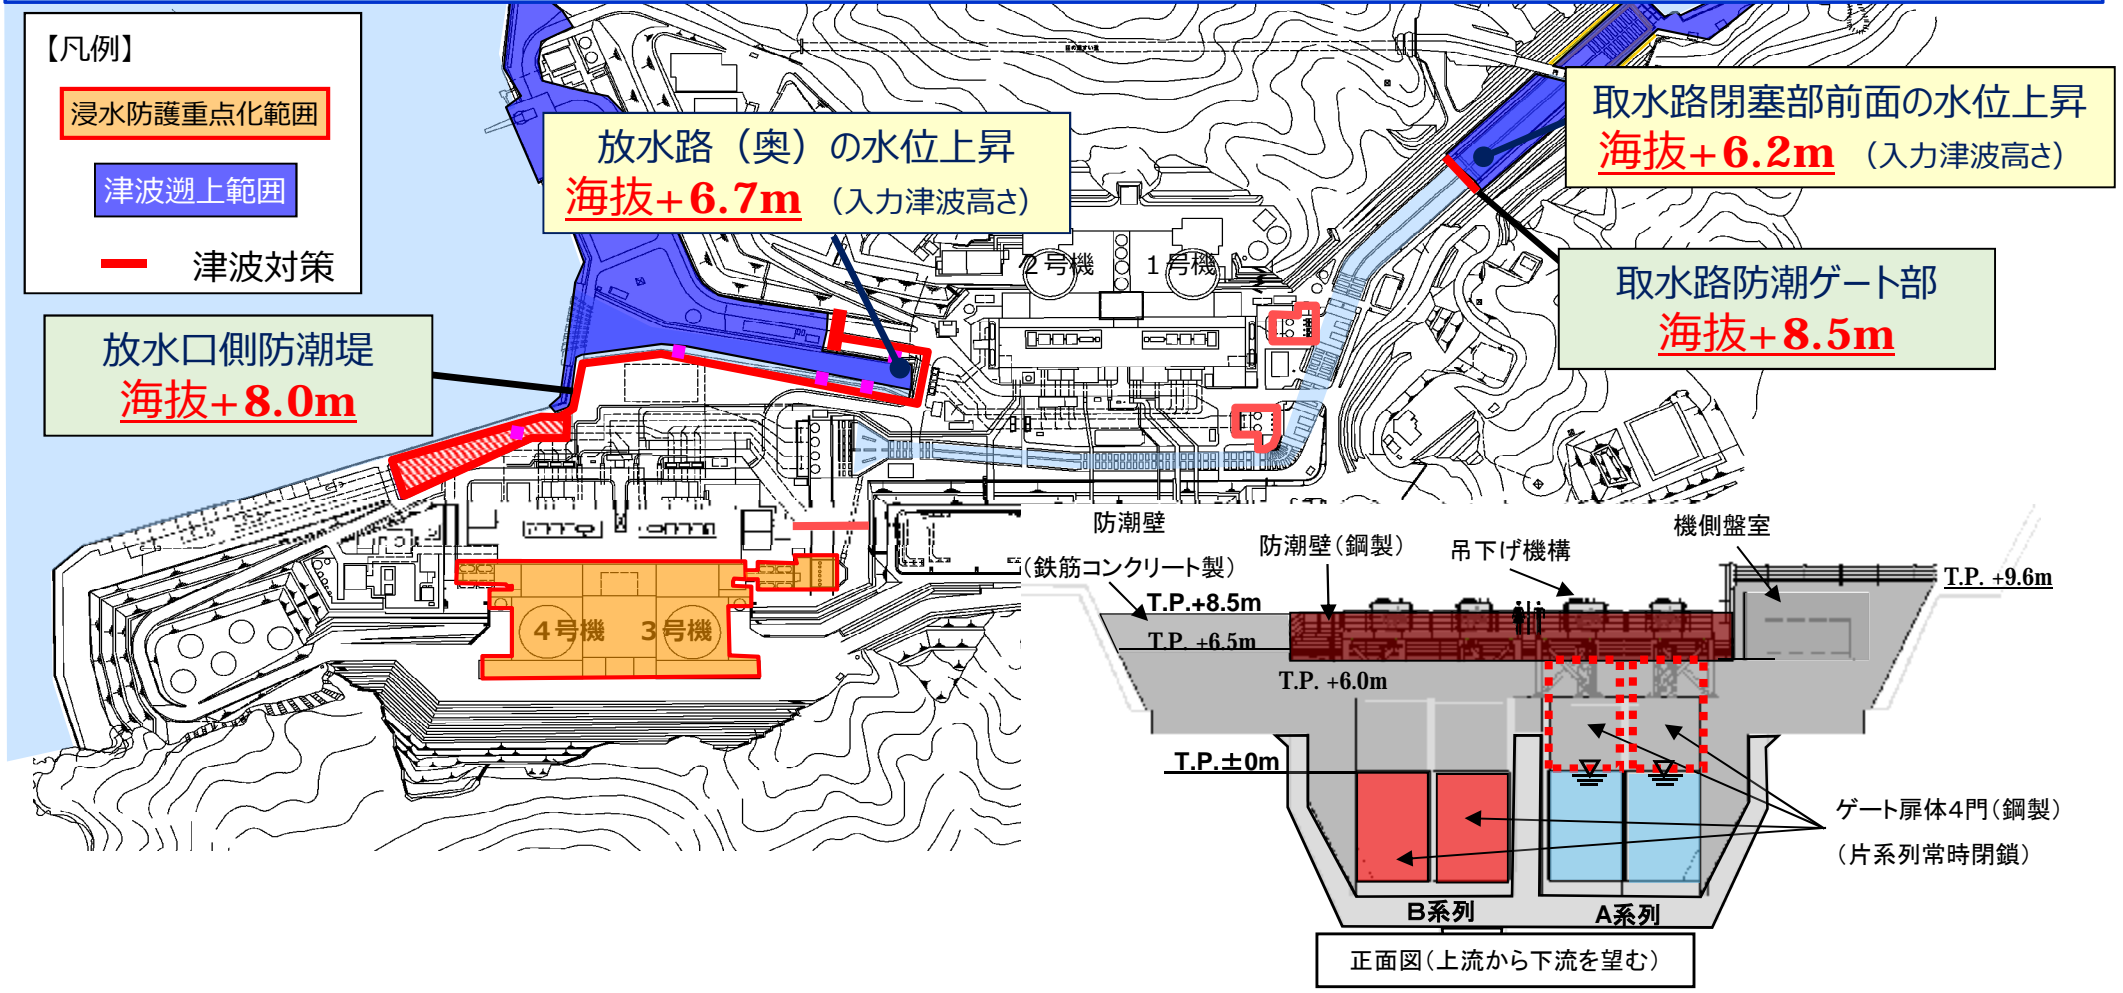 【凡例】
浸水防護重点化範囲
津波遡上範囲
津波対策
放水路（奥）の水位上昇
海抜+6.7m （入力津波高さ）
取水路閉塞部前面の水位上昇
海抜+6.2m （入力津波高さ）
取水路防潮ゲート部
海抜+8.5m
放水口側防潮堤
海抜+8.0m
２号機
１号機
４号機
３号機
防潮壁
（鉄筋コンクリート製）
防潮壁（鋼製）
吊下げ機構
機側盤室
T.P. +9.6m
T.P.+8.5m
T.P. +6.5m
T.P. +6.0m
T.P.±0m
ゲート扉体4門（鋼製）
（片系列常時閉鎖）
B系列
A系列
正面図（上流から下流を望む）